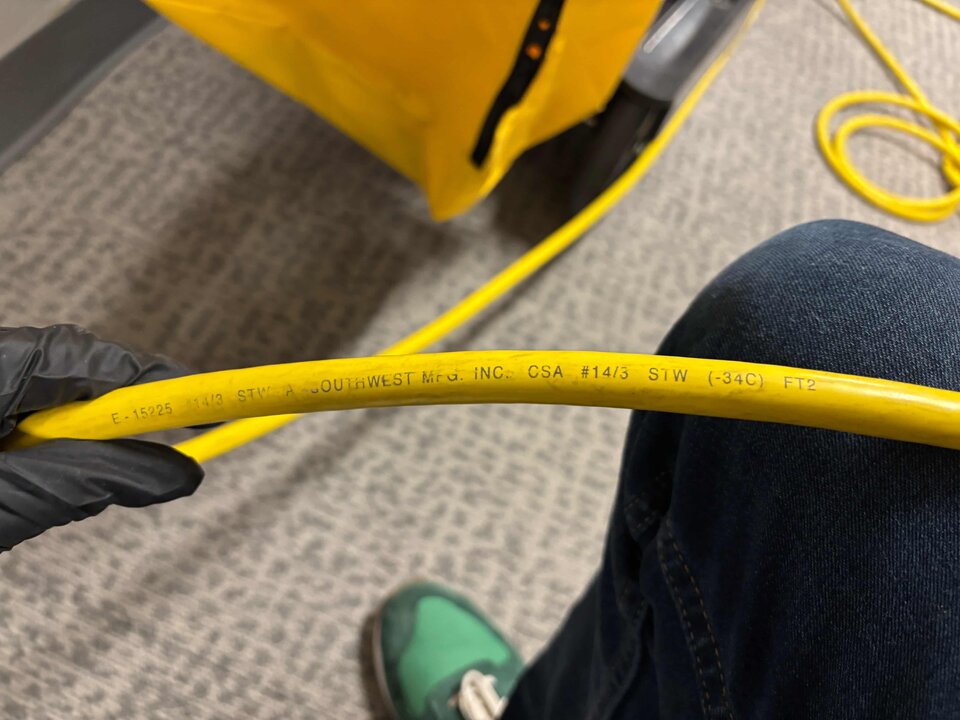 E-15225 14/3 STW A SOUTHWEST MFG. INC. CSA #14/3 STW (-34C) FT2